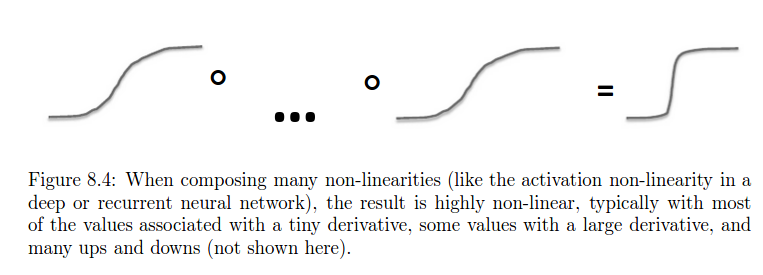 ∘ ... ∘ =
Figure 8.4: When composing many non-linearities (like the activation non-linearity in a
deep or recurrent neural network), the result is highly non-linear, typically with most
of the values associated with a tiny derivative, some values with a large derivative, and
many ups and downs (not shown here).